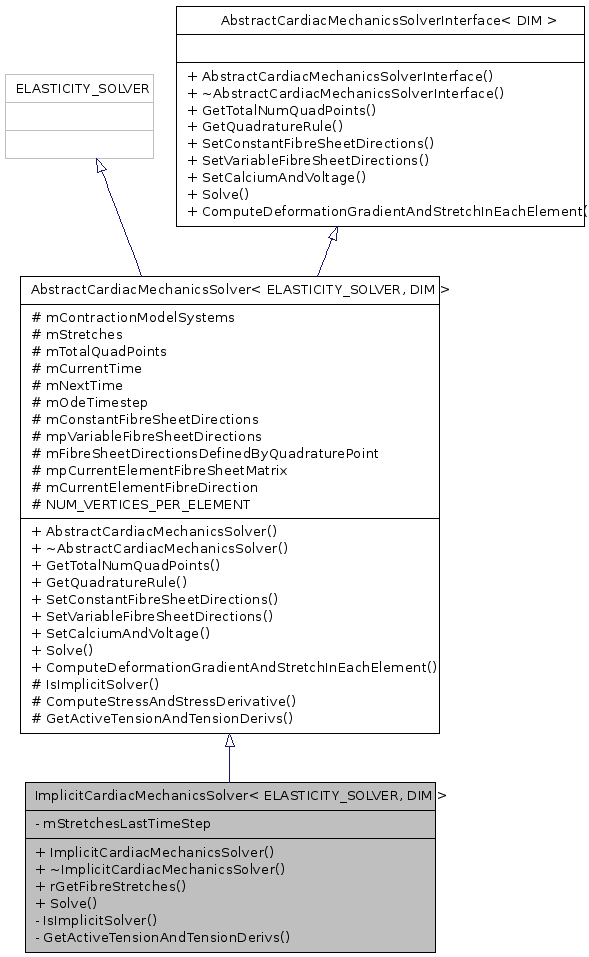 AbstractCardiacMechanicsSolverInterface< DIM >
+ AbstractCardiacMechanicsSolverInterface()
+ ~AbstractCardiacMechanicsSolverInterface()
+ GetTotalNumQuadPoints()
+ GetQuadratureRule()
+ SetConstantFibreSheetDirections()
+ SetVariableFibreSheetDirections()
+ SetCalciumAndVoltage()
+ Solve()
+ ComputeDeformationGradientAndStretchInEachElement(
ELASTICITY_SOLVER
AbstractCardiacMechanicsSolver< ELASTICITY_SOLVER, DIM >
# mContractionModelSystems
# mStretches
# mTotalQuadPoints
# mCurrentTime
# mNextTime
# mOdeTimestep
# mConstantFibreSheetDirections
# mpVariableFibreSheetDirections
# mFibreSheetDirectionsDefinedByQuadraturePoint
# mpCurrentElementFibreSheetMatrix
# mCurrentElementFibreDirection
# NUM_VERTICES_PER_ELEMENT
+ AbstractCardiacMechanicsSolver()
+ ~AbstractCardiacMechanicsSolver()
+ GetTotalNumQuadPoints()
+ GetQuadratureRule()
+ SetConstantFibreSheetDirections()
+ SetVariableFibreSheetDirections()
+ SetCalciumAndVoltage()
+ Solve()
+ ComputeDeformationGradientAndStretchInEachElement()
# IsImplicitSolver()
# ComputeStressAndStressDerivative()
# GetActiveTensionAndTensionDerivs()
ImplicitCardiacMechanicsSolver< ELASTICITY_SOLVER, DIM >
- mStretchesLastTimeStep
+ ImplicitCardiacMechanicsSolver()
+ ~ImplicitCardiacMechanicsSolver()
+ rGetFibreStretches()
+ Solve()
- IsImplicitSolver()
- GetActiveTensionAndTensionDerivs()